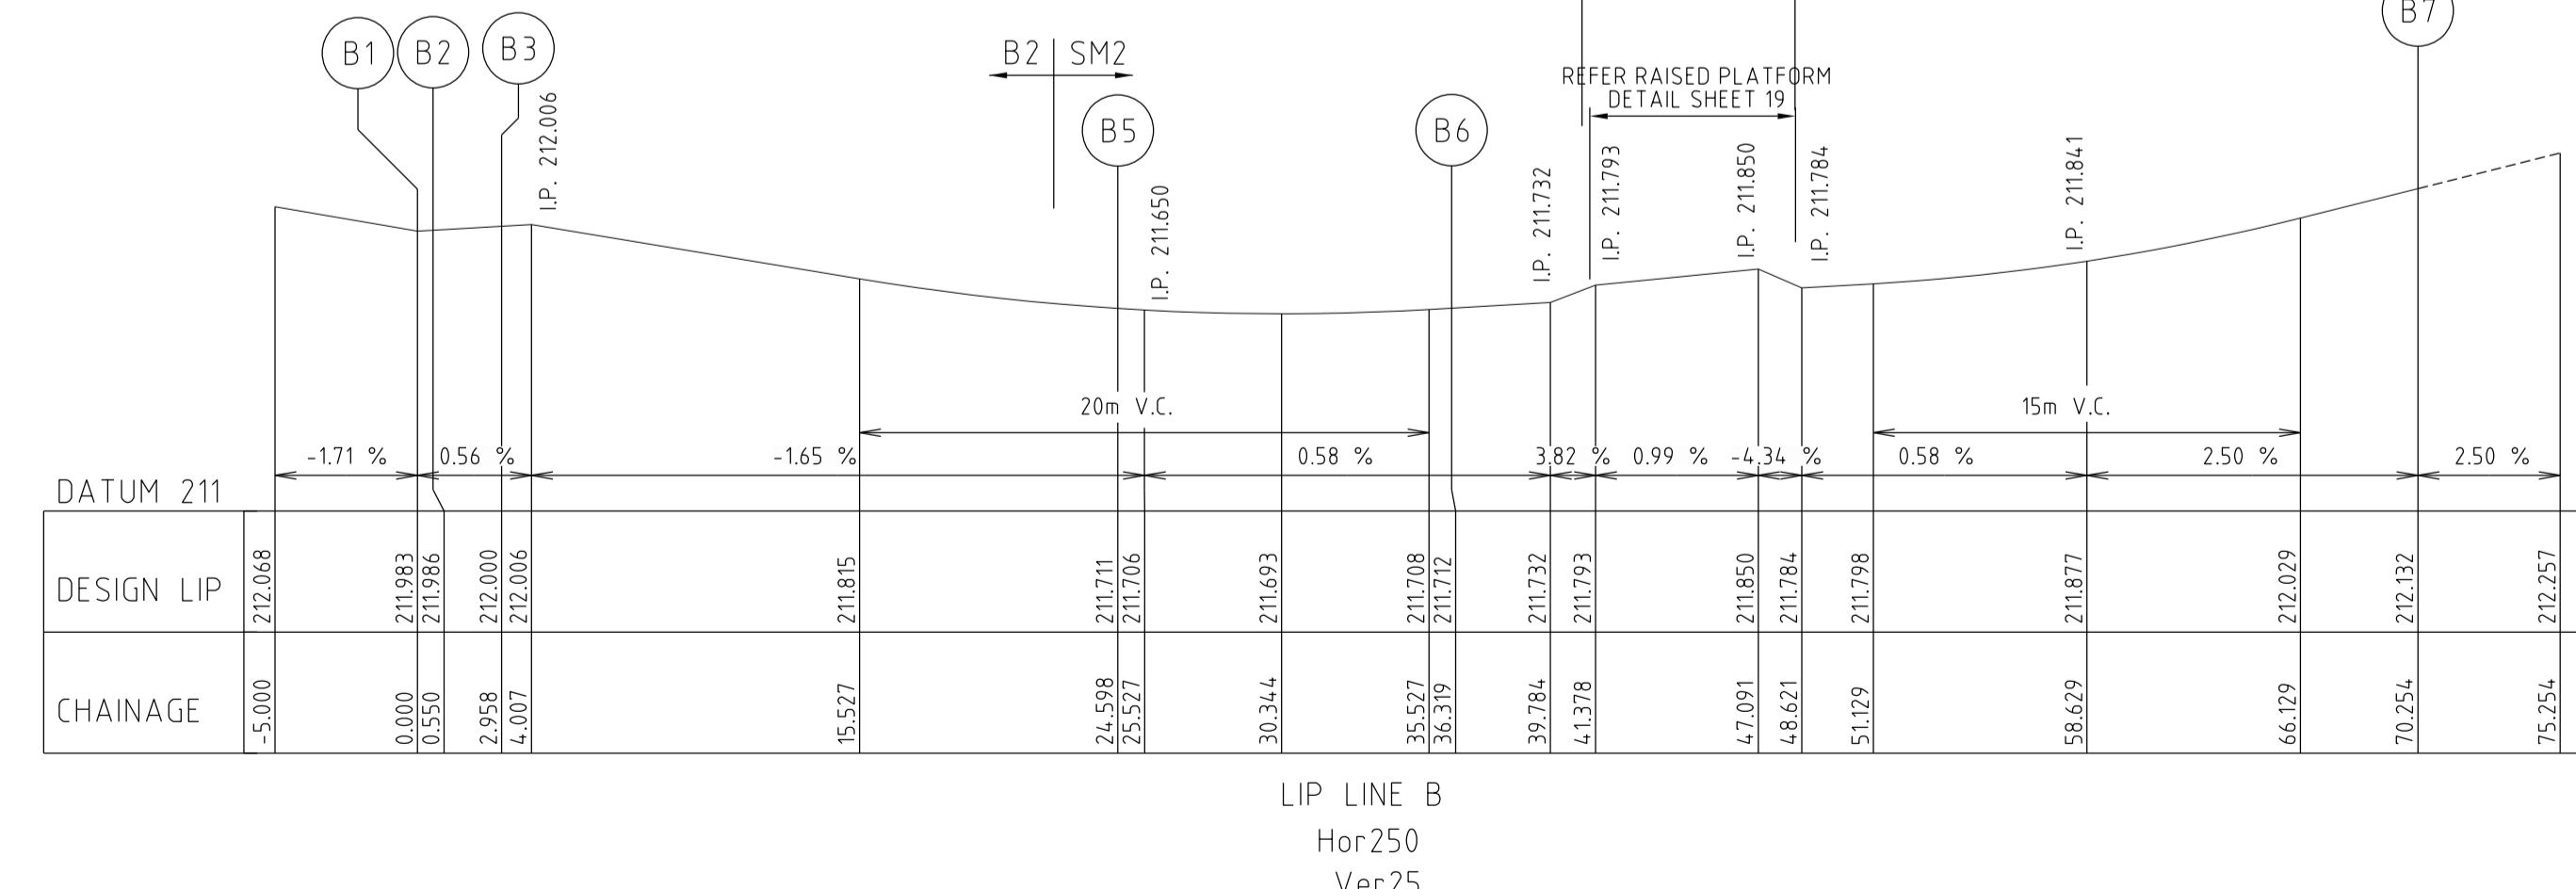 B1 B2 B3 B7
B2 SM2
REFER RAISED PLATFORM
DETAIL SHEET 19
B5 B6
I.P. 212.006
I.P. 211.650
I.P. 211.732
I.P. 211.793
I.P. 211.850
I.P. 211.784
I.P. 211.841
20m V.C. 15m V.C.
-1.71 % 0.56 % -1.65 % 0.58 % 3.82 % 0.99 % -4.34 % 0.58 % 2.50 % 2.50 %
DATUM 211
DESIGN LIP 212.068 211.983 211.986 212.000 212.006 211.815 211.711 211.706 211.693 211.708 211.712 211.732 211.793 211.850 211.784 211.798 211.877 212.029 212.132 212.257
CHAINAGE -5.000 0.000 0.550 2.958 4.007 15.527 24.598 25.527 30.344 35.527 36.319 39.784 41.378 47.091 48.621 51.129 58.629 66.129 70.254 75.254
LIP LINE B
Hor250
Ver25